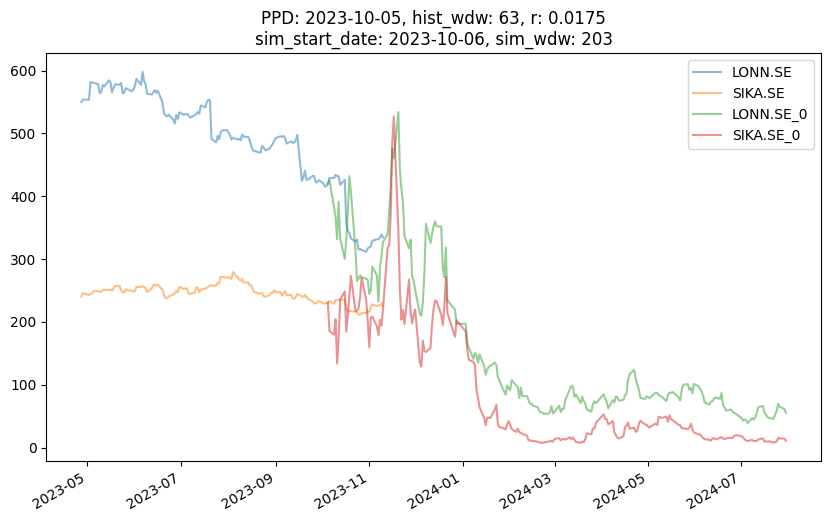 PPD: 2023-10-05, hist_wdw: 63, r: 0.0175
sim_start_date: 2023-10-06, sim_wdw: 203
LONN.SE
SIKA.SE
LONN.SE_0
SIKA.SE_0
600
500
400
300
200
100
0
2023-05
2023-07
2023-09
2023-11
2024-01
2024-03
2024-05
2024-07